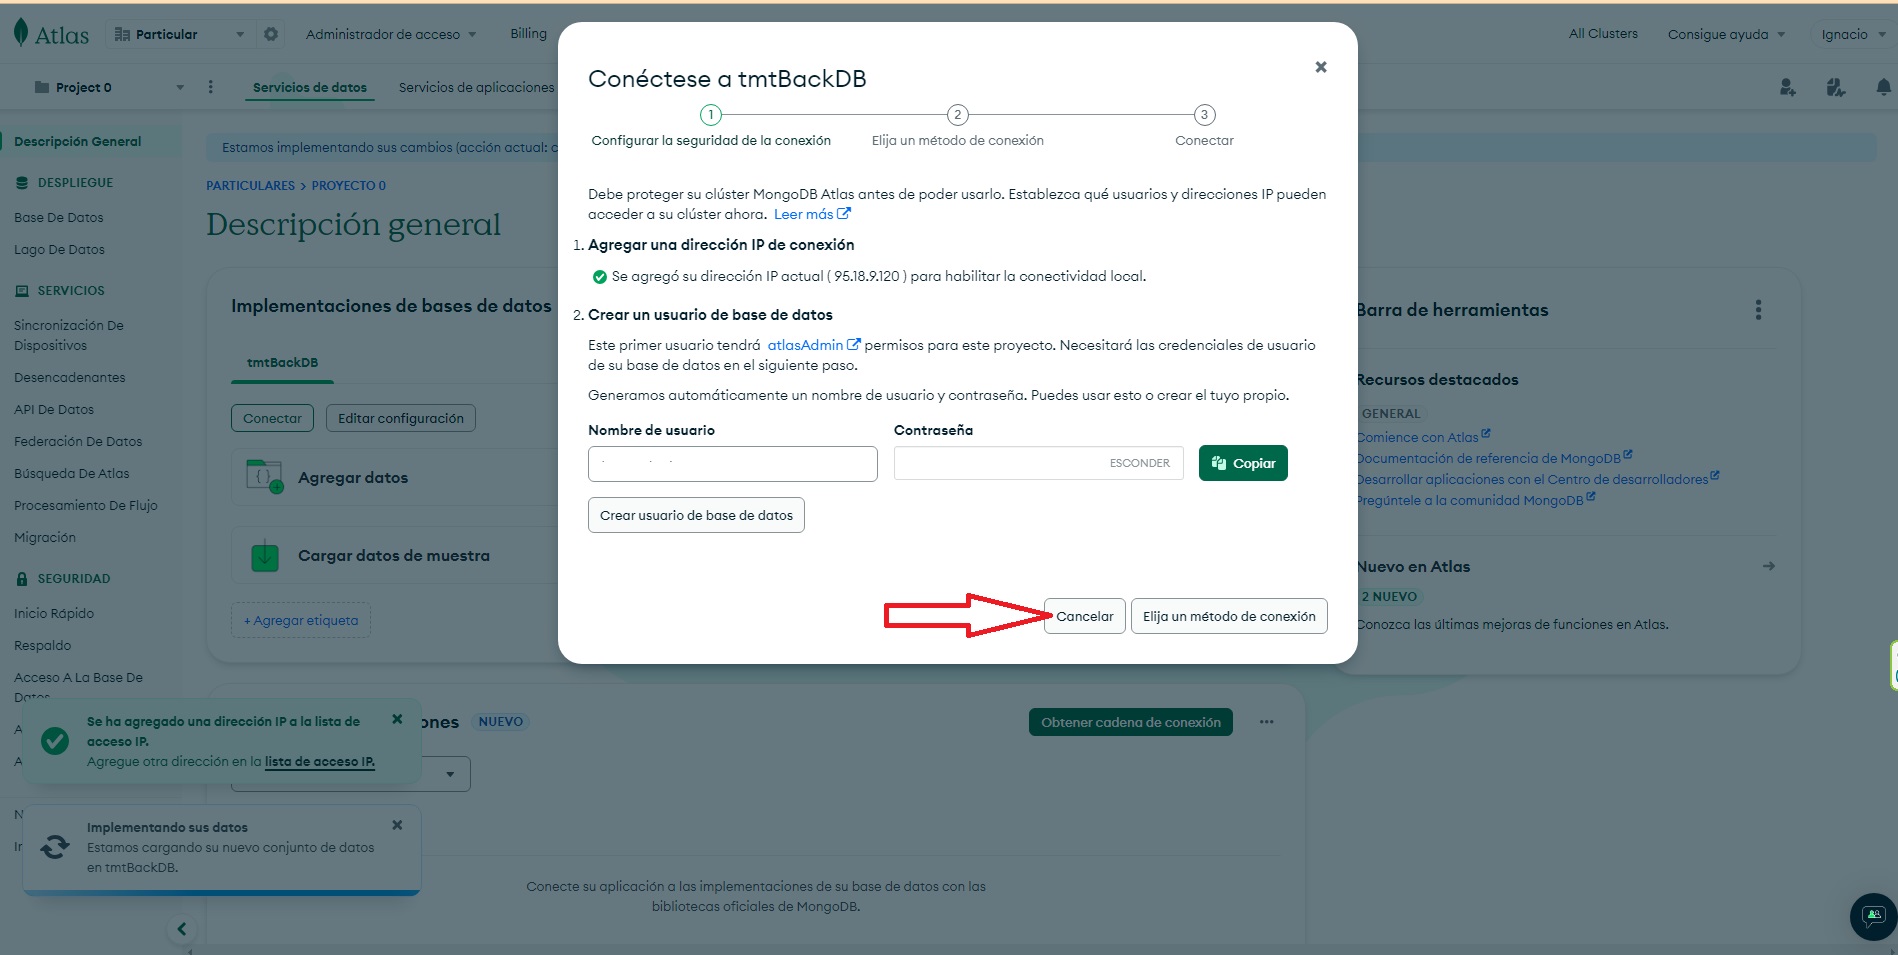 Atlas
Particular
Administrador de acceso
Billing
All Clusters
Consigue ayuda
Ignacio
Project 0
Servicios de datos
Servicios de aplicaciones
Descripción General
DESPLIEGUE
Base De Datos
Lago De Datos
SERVICIOS
Sincronización De
Dispositivos
Desencadenantes
API De Datos
Federación De Datos
Búsqueda De Atlas
Procesamiento De Flujo
Migración
SEGURIDAD
Inicio Rápido
Respaldo
Acceso A La Base De
Datos
Estamos implementando sus cambios (acción actual: c
PARTICULARES > PROYECTO 0
Descripción general
Implementaciones de bases de datos
tmtBackDB
Conectar
Editar configuración
Agregar datos
Cargar datos de muestra
+ Agregar etiqueta
Conéctese a tmtBackDB
1
2
3
Configurar la seguridad de la conexión
Elija un método de conexión
Conectar
Debe proteger su clúster MongoDB Atlas antes de poder usarlo. Establezca qué usuarios y direcciones IP pueden
acceder a su clúster ahora. Leer más
1. Agregar una dirección IP de conexión
Se agregó su dirección IP actual ( 95.18.9.120 ) para habilitar la conectividad local.
2. Crear un usuario de base de datos
Este primer usuario tendrá atlasAdmin permisos para este proyecto. Necesitará las credenciales de usuario
de su base de datos en el siguiente paso.
Generamos automáticamente un nombre de usuario y contraseña. Puedes usar esto o crear el tuyo propio.
Nombre de usuario
Contraseña
ESCONDER
Copiar
Crear usuario de base de datos
Cancelar
Elija un método de conexión
Barra de herramientas
Recursos destacados
GENERAL
Comience con Atlas
Documentación de referencia de MongoDB
Desarrollar aplicaciones con el Centro de desarrolladores
Pregúntele a la comunidad MongoDB
Nuevo en Atlas
2 NUEVO
Conozca las últimas mejoras de funciones en Atlas.
ones
NUEVO
Obtener cadena de conexión
Conecte su aplicación a las implementaciones de su base de datos con las
bibliotecas oficiales de MongoDB.
Se ha agregado una dirección IP a la lista de
acceso IP.
Agregue otra dirección en la lista de acceso IP.
Implementando sus datos
Estamos cargando su nuevo conjunto de datos
en tmtBackDB.